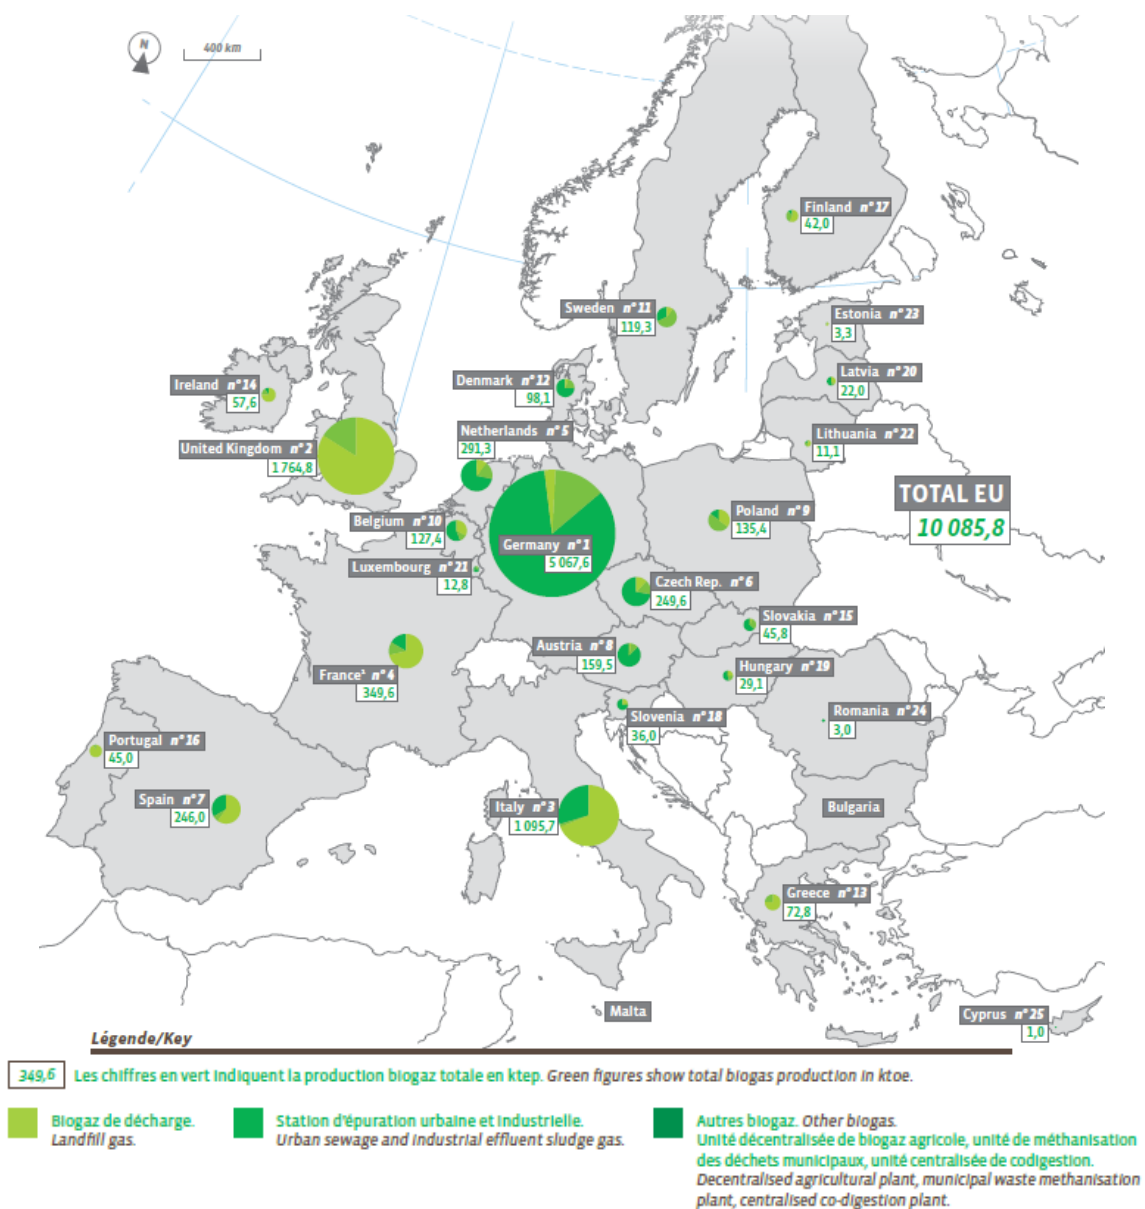 N
400 km
Finland n°17
42,0
Sweden n°11
119,3
Estonia n°23
3,3
Latvia n°20
22,0
Ireland n°14
57,6
Denmark n°12
98,1
Lithuania n°22
11,1
United Kingdom n°2
1 764,8
Netherlands n°5
291,3
TOTAL EU
10 085,8
Belgium n°10
127,4
Poland n°9
135,4
Germany n°1
5 067,6
Luxembourg n°21
12,8
Czech Rep. n°6
249,6
Slovakia n°15
45,8
Austria n°8
159,5
Hungary n°19
29,1
France¹ n°4
349,6
Slovenia n°18
36,0
Romania n°24
3,0
Portugal n°16
45,0
Spain n°7
246,0
Italy n°3
1 095,7
Bulgaria
Greece n°13
72,8
Malta
Cyprus n°25
1,0
Légende/Key
349,6 Les chiffres en vert indiquent la production biogaz totale en ktep. Green figures show total biogas production in ktoe.
Biogaz de décharge.
Landfill gas.
Station d'épuration urbaine et industrielle.
Urban sewage and industrial effluent sludge gas.
Autres biogaz. Other biogas.
Unité décentralisée de biogaz agricole, unité de méthanisation
des déchets municipaux, unité centralisée de codigestion.
Decentralised agricultural plant, municipal waste methanisation
plant, centralised co-digestion plant.